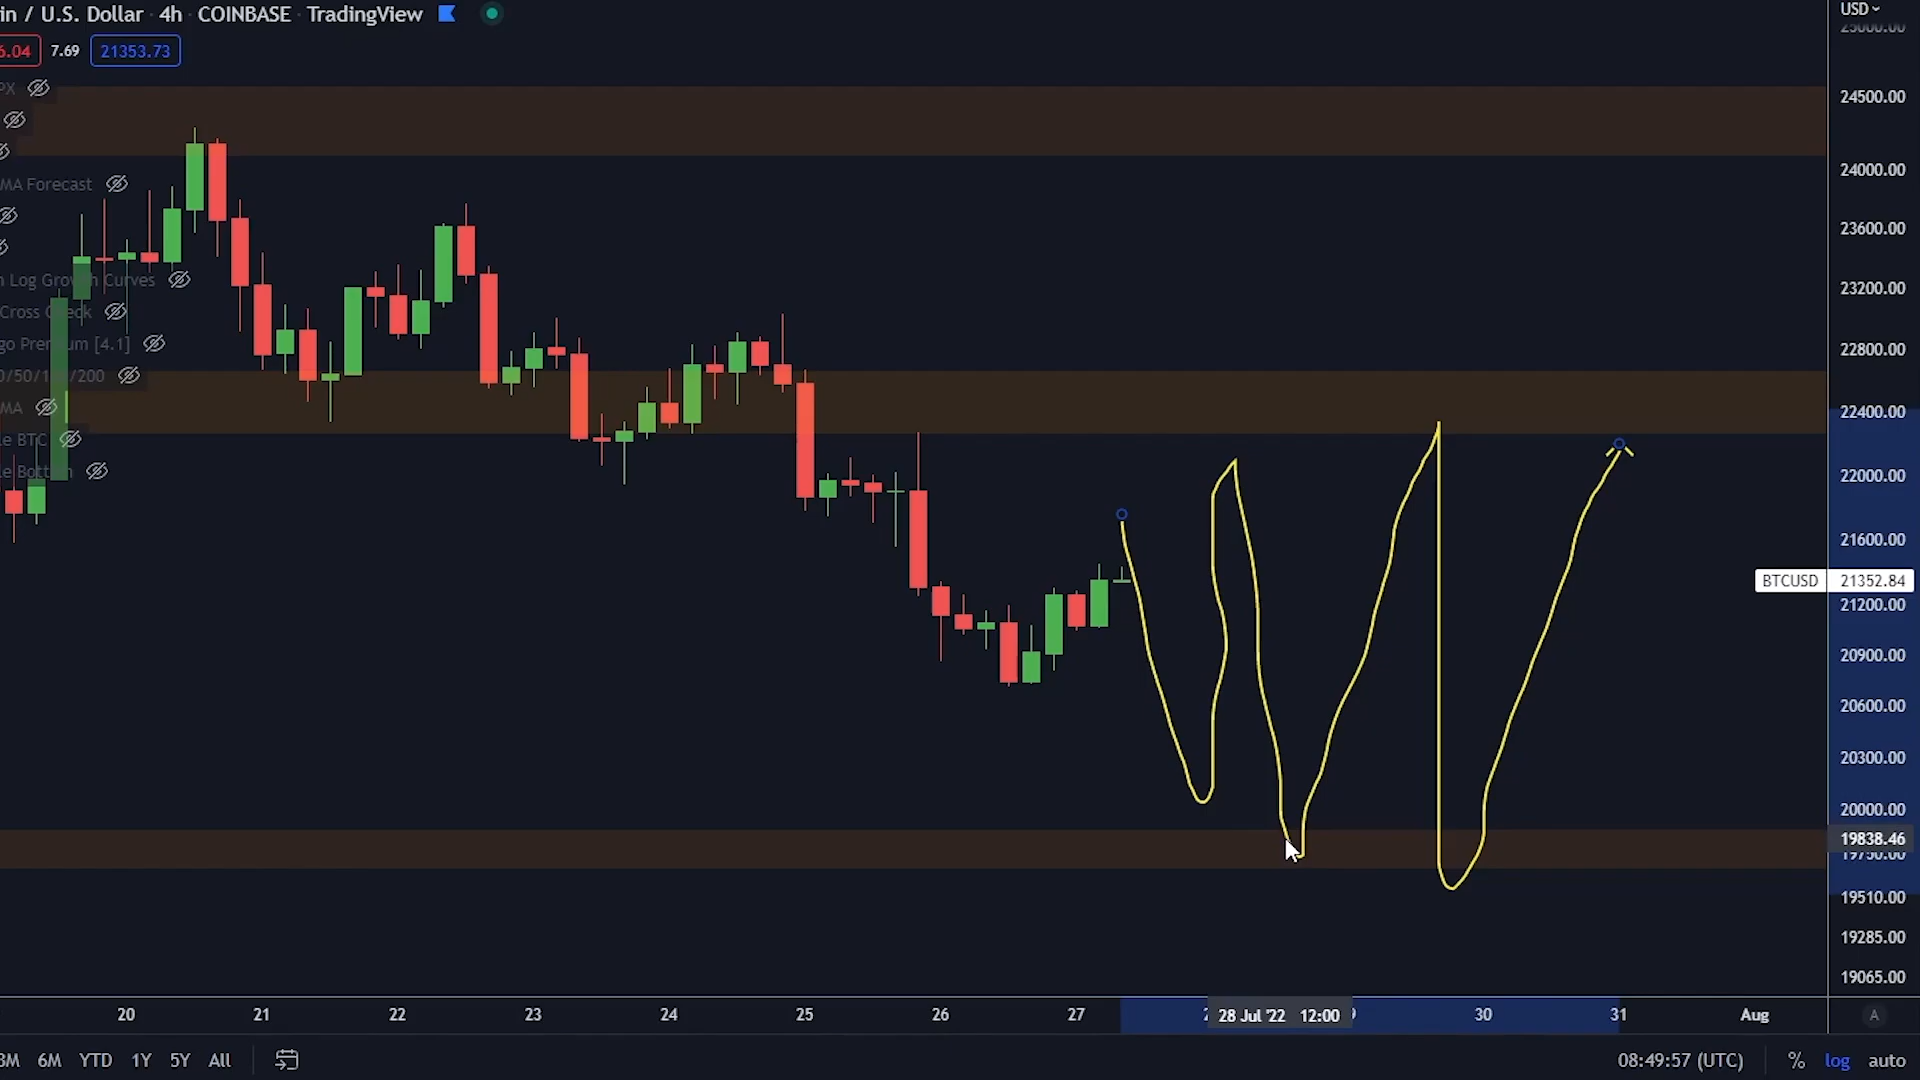 in / U.S. Dollar · 4h · COINBASE TradingView
6.04 7.69 21353.73
PX
MA Forecast
n Log Growth Curves
Cross Check
go Premium [4.1]
0/50/100/200
MA
le BTC
le Bottom
USD
25000.00
24500.00
24000.00
23600.00
23200.00
22800.00
22400.00
22000.00
21600.00
BTCUSD 21352.84
21200.00
20900.00
20600.00
20300.00
20000.00
19838.46
19750.00
19510.00
19285.00
19065.00
20 21 22 23 24 25 26 27 28 Jul '22 12:00 30 31 Aug A
3M 6M YTD 1Y 5Y All 08:49:57 (UTC) % log auto